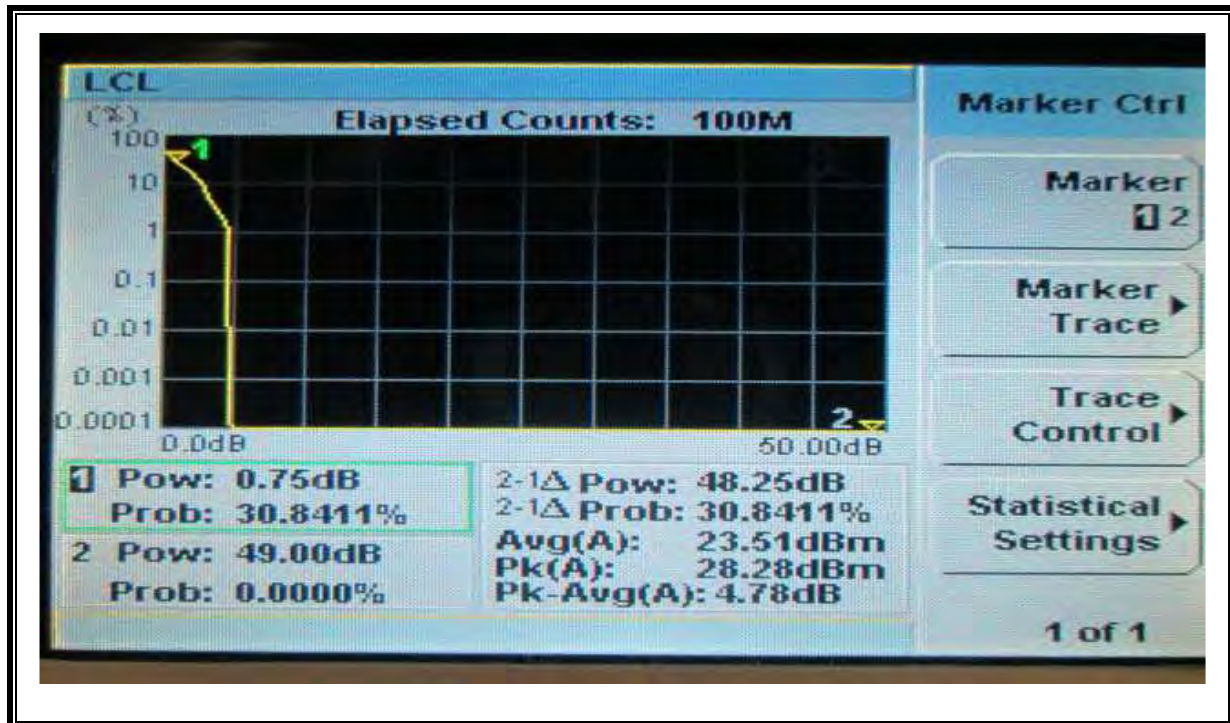 LCL
(%)
Elapsed Counts: 100M
100
1
10
1
0.1
0.01
0.001
0.0001
2
0.0dB
50.00dB
1 Pow: 0.75dB
Prob: 30.8411%
2 Pow: 49.00dB
Prob: 0.0000%
2-1Δ Pow: 48.25dB
2-1Δ Prob: 30.8411%
Avg(A): 23.51dBm
Pk(A): 28.28dBm
Pk-Avg(A): 4.78dB
Marker Ctrl
Marker
1 2
Marker
Trace
Trace
Control
Statistical
Settings
1 of 1